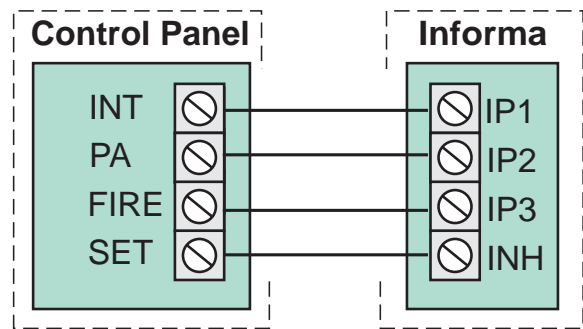 Control Panel
Informa
INT
IP1
PA
IP2
FIRE
IP3
SET
INH